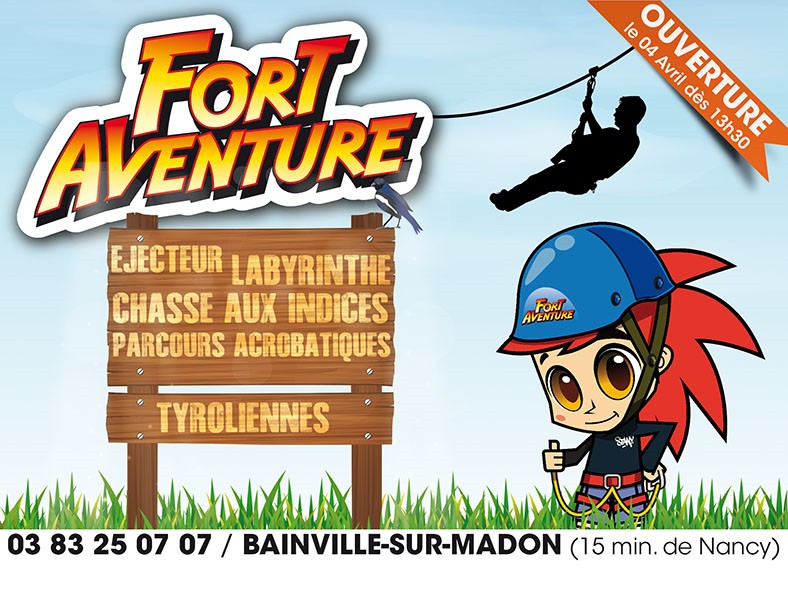 FORT
AVENTURE
OUVERTURE
le 04 Avril dès 13h30
EJECTEUR LABYRINTHE
CHASSE AUX INDICES
PARCOURS ACROBATIQUES
TYROLIENNES
FORT
AVENTURE
03 83 25 07 07 / BAINVILLE-SUR-MADON (15 min. de Nancy)